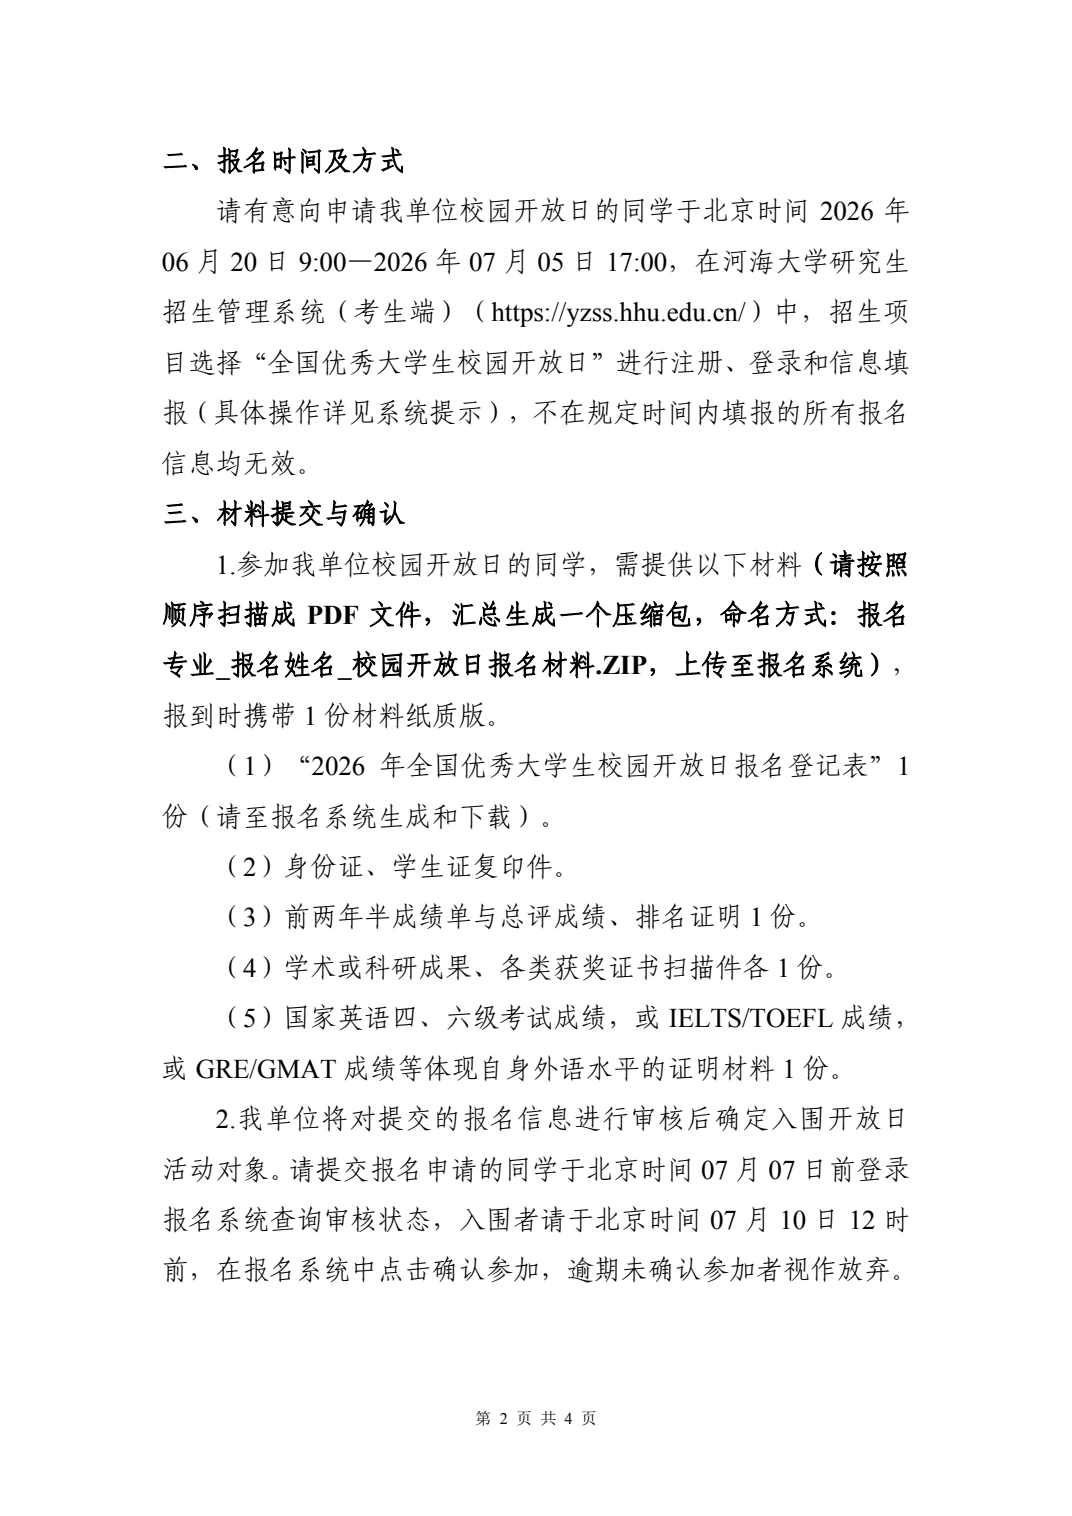 二、报名时间及方式
请有意向申请我单位校园开放日的同学于北京时间 2026 年
06 月 20 日 9:00—2026 年 07 月 05 日 17:00，在河海大学研究生
招生管理系统（考生端）（https://yzss.hhu.edu.cn/）中，招生项
目选择“全国优秀大学生校园开放日”进行注册、登录和信息填
报（具体操作详见系统提示），不在规定时间内填报的所有报名
信息均无效。
三、材料提交与确认
1.参加我单位校园开放日的同学，需提供以下材料（请按照
顺序扫描成 PDF 文件，汇总生成一个压缩包，命名方式：报名
专业_报名姓名_校园开放日报名材料.ZIP，上传至报名系统），
报到时携带 1 份材料纸质版。
（1）“2026 年全国优秀大学生校园开放日报名登记表”1
份（请至报名系统生成和下载）。
（2）身份证、学生证复印件。
（3）前两年半成绩单与总评成绩、排名证明 1 份。
（4）学术或科研成果、各类获奖证书扫描件各 1 份。
（5）国家英语四、六级考试成绩，或 IELTS/TOEFL 成绩，
或 GRE/GMAT 成绩等体现自身外语水平的证明材料 1 份。
2.我单位将对提交的报名信息进行审核后确定入围开放日
活动对象。请提交报名申请的同学于北京时间 07 月 07 日前登录
报名系统查询审核状态，入围者请于北京时间 07 月 10 日 12 时
前，在报名系统中点击确认参加，逾期未确认参加者视作放弃。
第 2 页 共 4 页